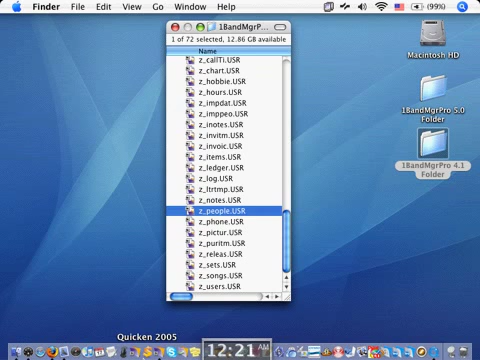 Finder File Edit View Go Window Help (99%)
1BandMgrP...
1 of 72 selected, 12.86 GB available
Name
z_callTi.USR
z_chart.USR
z_hobbie.USR
z_hours.USR
z_impdat.USR
z_imppeo.USR
z_inotes.USR
z_invitm.USR
z_invoic.USR
z_items.USR
z_ledger.USR
z_log.USR
z_ltrtmp.USR
z_notes.USR
z_people.USR
z_phone.USR
z_pictur.USR
z_puritm.USR
z_releas.USR
z_sets.USR
z_songs.USR
z_users.USR
Macintosh HD
1BandMgrPro 5.0
Folder
1BandMgrPro 4.1
Folder
Quicken 2005
12:21 AM